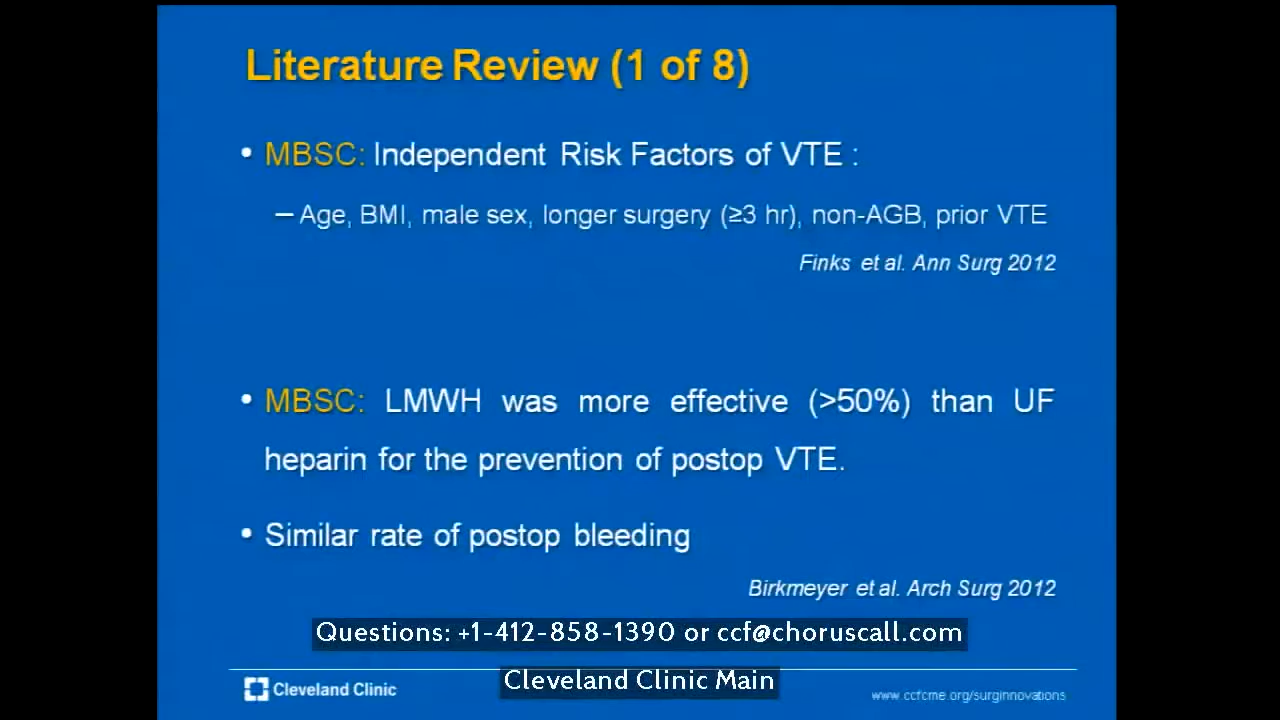 Literature Review (1 of 8)
• MBSC: Independent Risk Factors of VTE :
– Age, BMI, male sex, longer surgery (≥3 hr), non-AGB, prior VTE
Finks et al. Ann Surg 2012
• MBSC: LMWH was more effective (>50%) than UF
heparin for the prevention of postop VTE.
• Similar rate of postop bleeding
Birkmeyer et al. Arch Surg 2012
Questions: +1-412-858-1390 or ccf@choruscall.com
Cleveland Clinic
Cleveland Clinic Main
www.ccfcme.org/surginnovations